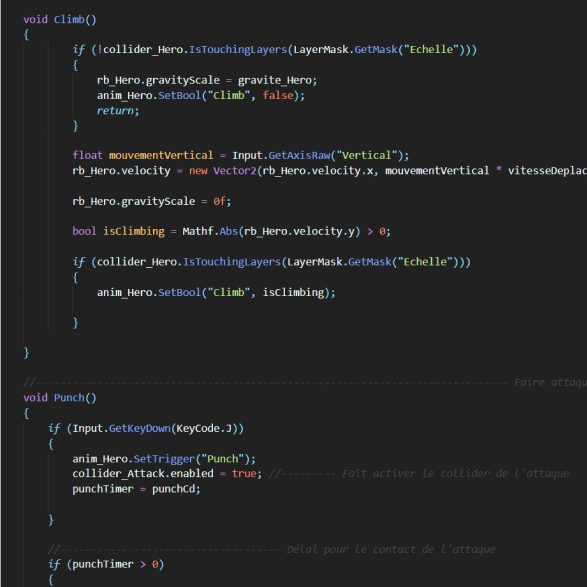 void Climb()
{
if (!collider_Hero.IsTouchingLayers(LayerMask.GetMask("Echelle")))
{
rb_Hero.gravityScale = gravite_Hero;
anim_Hero.SetBool("Climb", false);
return;
}
float mouvementVertical = Input.GetAxisRaw("Vertical");
rb_Hero.velocity = new Vector2(rb_Hero.velocity.x, mouvementVertical * vitesseDeplac
rb_Hero.gravityScale = 0f;
bool isClimbing = Mathf.Abs(rb_Hero.velocity.y) > 0;
if (collider_Hero.IsTouchingLayers(LayerMask.GetMask("Echelle")))
{
anim_Hero.SetBool("Climb", isClimbing);
}
}
//------------------------------------------------------------------------------ Faire attaqu
void Punch()
{
if (Input.GetKeyDown(KeyCode.J))
{
anim_Hero.SetTrigger("Punch");
collider_Attack.enabled = true; //--------- Fait activer le collider de l'attaque
punchTimer = punchCd;
}
//------------------------------------ Délai pour le contact de l'attaque
if (punchTimer > 0)
{